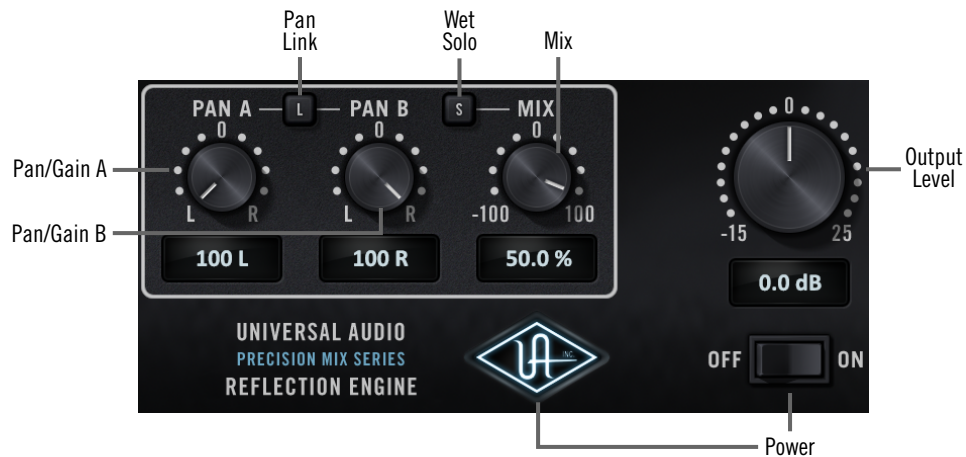 Pan
Link
Wet
Solo
Mix
PAN A
L
PAN B
S
MIX
0
0
0
0
Pan/Gain A
Output
Level
L
R
L
R
-100
100
-15
25
Pan/Gain B
100 L
100 R
50.0 %
0.0 dB
UNIVERSAL AUDIO
PRECISION MIX SERIES
REFLECTION ENGINE
UA
INC.
OFF
ON
Power